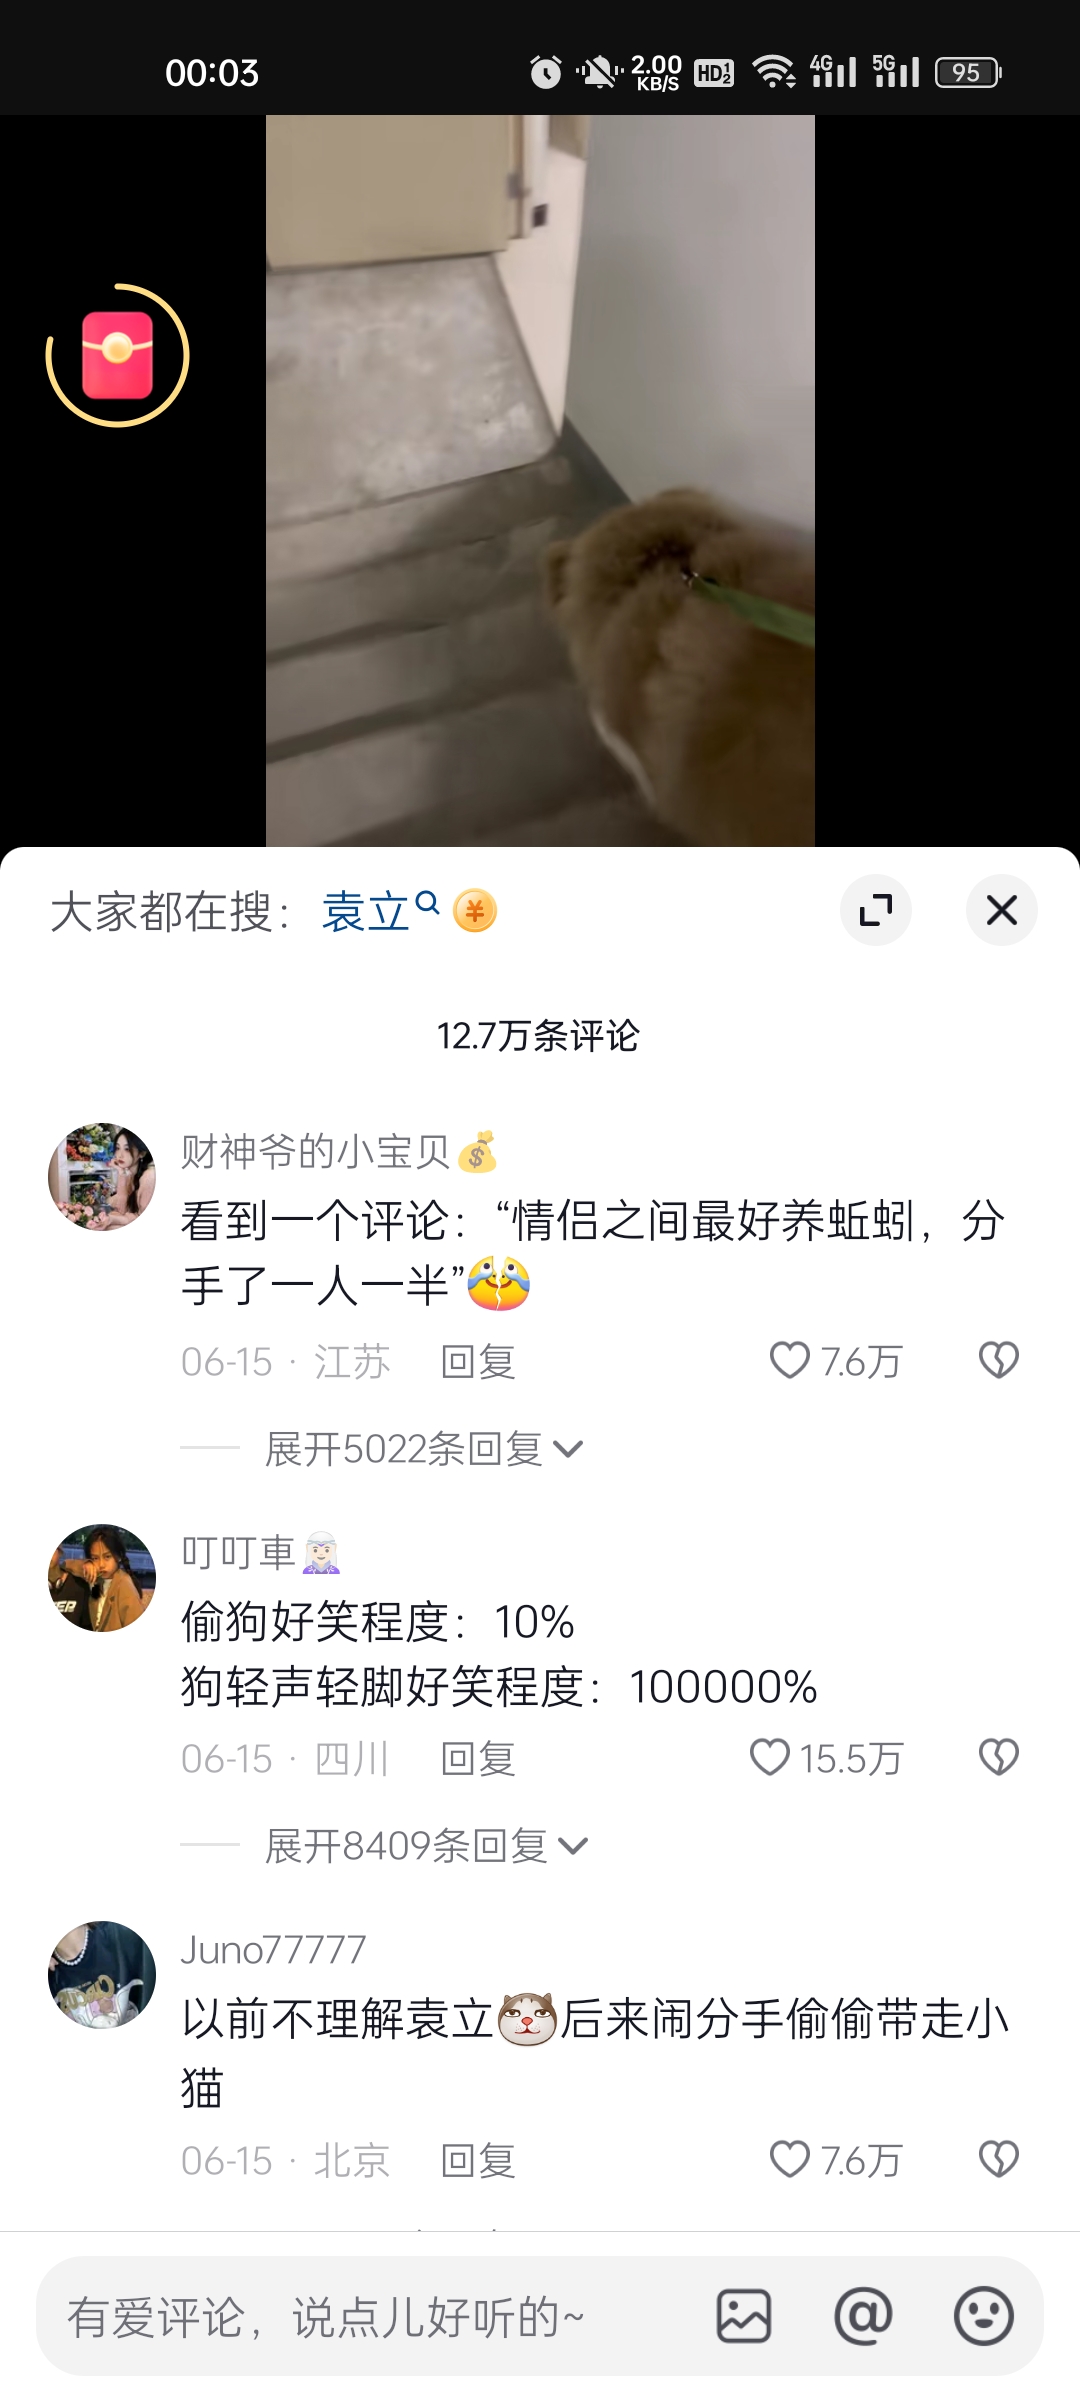 00:03
2.00
KB/S
HD 1 2
4G
5G
95
大家都在搜：袁立
12.7万条评论
财神爷的小宝贝
看到一个评论：“情侣之间最好养蚯蚓，分
手了一人一半”
06-15 · 江苏 回复 7.6万
展开5022条回复
叮叮車
偷狗好笑程度：10%
狗轻声轻脚好笑程度：100000%
06-15 · 四川 回复 15.5万
展开8409条回复
Juno77777
以前不理解袁立后来闹分手偷偷带走小
猫
06-15 · 北京 回复 7.6万
有爱评论，说点儿好听的~